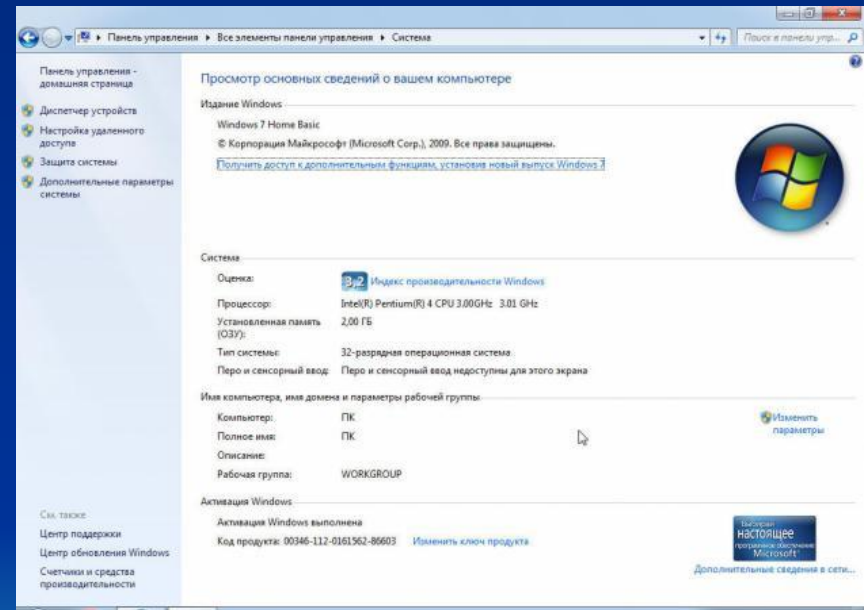 Панель управления ▸ Все элементы панели управления ▸ Система
Поиск в панели упр...
Панель управления -
домашняя страница
Диспетчер устройств
Настройка удаленного
доступа
Защита системы
Дополнительные параметры
системы
Просмотр основных сведений о вашем компьютере
Издание Windows
Windows 7 Home Basic
© Корпорация Майкрософт (Microsoft Corp.), 2009. Все права защищены.
Получить доступ к дополнительным функциям, установив новый выпуск Windows 7
Система
Оценка:
3,2 Индекс производительности Windows
Процессор: Intel(R) Pentium(R) 4 CPU 3.00GHz 3.01 GHz
Установленная память
(ОЗУ):
2,00 ГБ
Тип системы: 32-разрядная операционная система
Перо и сенсорный ввод: Перо и сенсорный ввод недоступны для этого экрана
Имя компьютера, имя домена и параметры рабочей группы
Компьютер: ПК
Полное имя: ПК
Описание:
Рабочая группа: WORKGROUP
Изменить
параметры
Активация Windows
Активация Windows выполнена
Код продукта: 00346-112-0161562-86603 Изменить ключ продукта
настоящее
программное обеспечение
Microsoft
Дополнительные сведения в сети...
См. также
Центр поддержки
Центр обновления Windows
Счетчики и средства
производительности